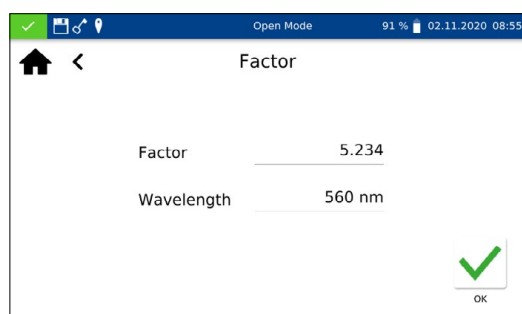 Open Mode 91 % 02.11.2020 08:55
Factor
Factor 5.234
Wavelength 560 nm
OK